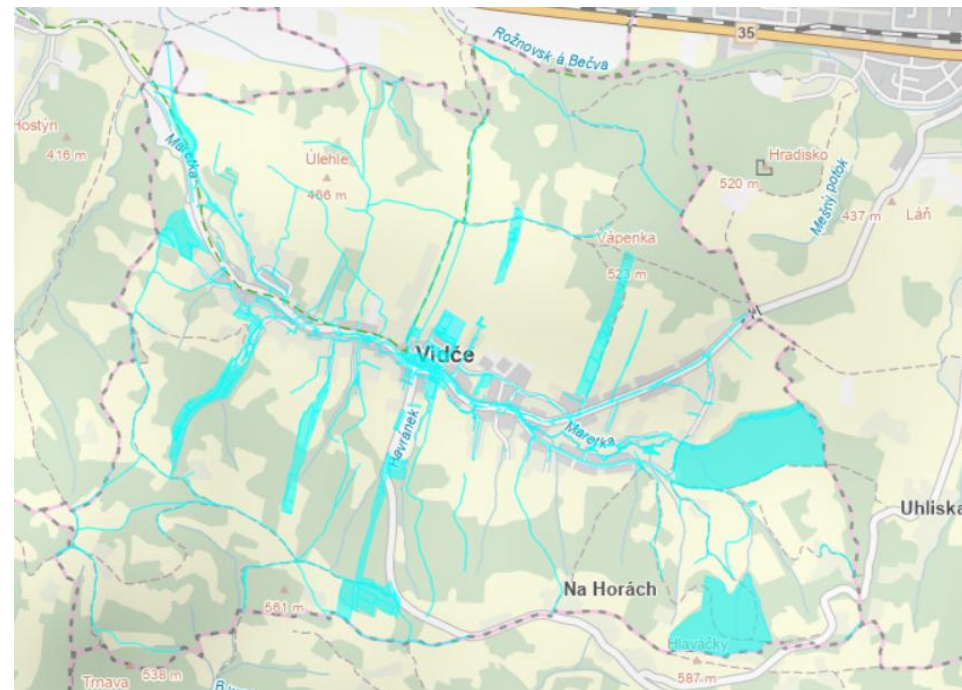 35
Rožnovsk á Bečva
Hostýn
416 m
Maretka
Úlehle
466 m
Hradisko
520 m
Mešný potok
437 m
Láň
Vápenka
523 m
Vidče
Havránek
Maretka
Uhliska
Na Horách
561 m
Hlaváčky
587 m
Trnava
538 m